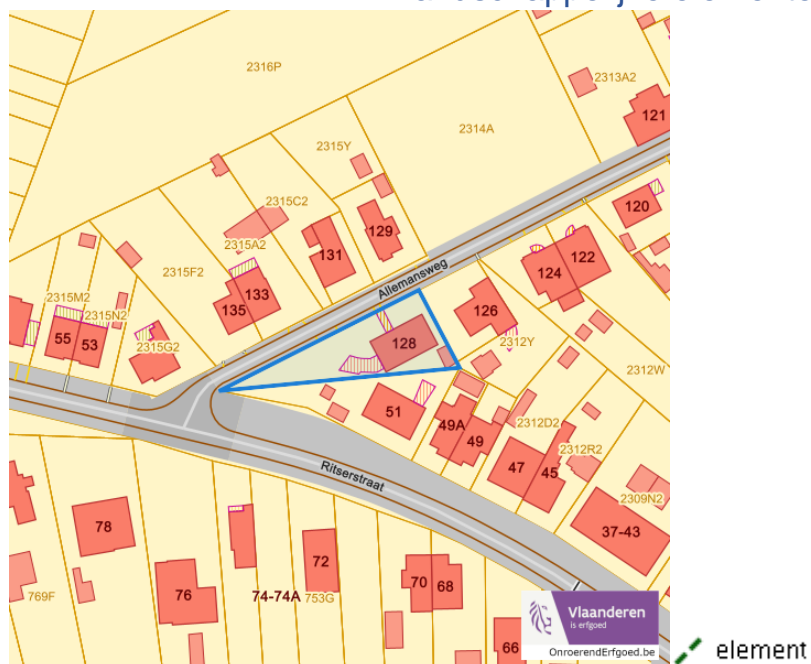 2316P
2313A2
121
2314A
2315Y
2315C2
120
129
2315A2
131
122
124
2315F2
Allemansweg
133
2315M2
135
126
2315N2
55
53
2315G2
128
2312Y
2312W
51
49A
49
2312D2
2312R2
47
45
Ritserstraat
2309N2
78
37-43
72
70
68
76
769F
74-74A
753G
Vlaanderen
is erfgoed
66
OnroerendErfgoed.be
element